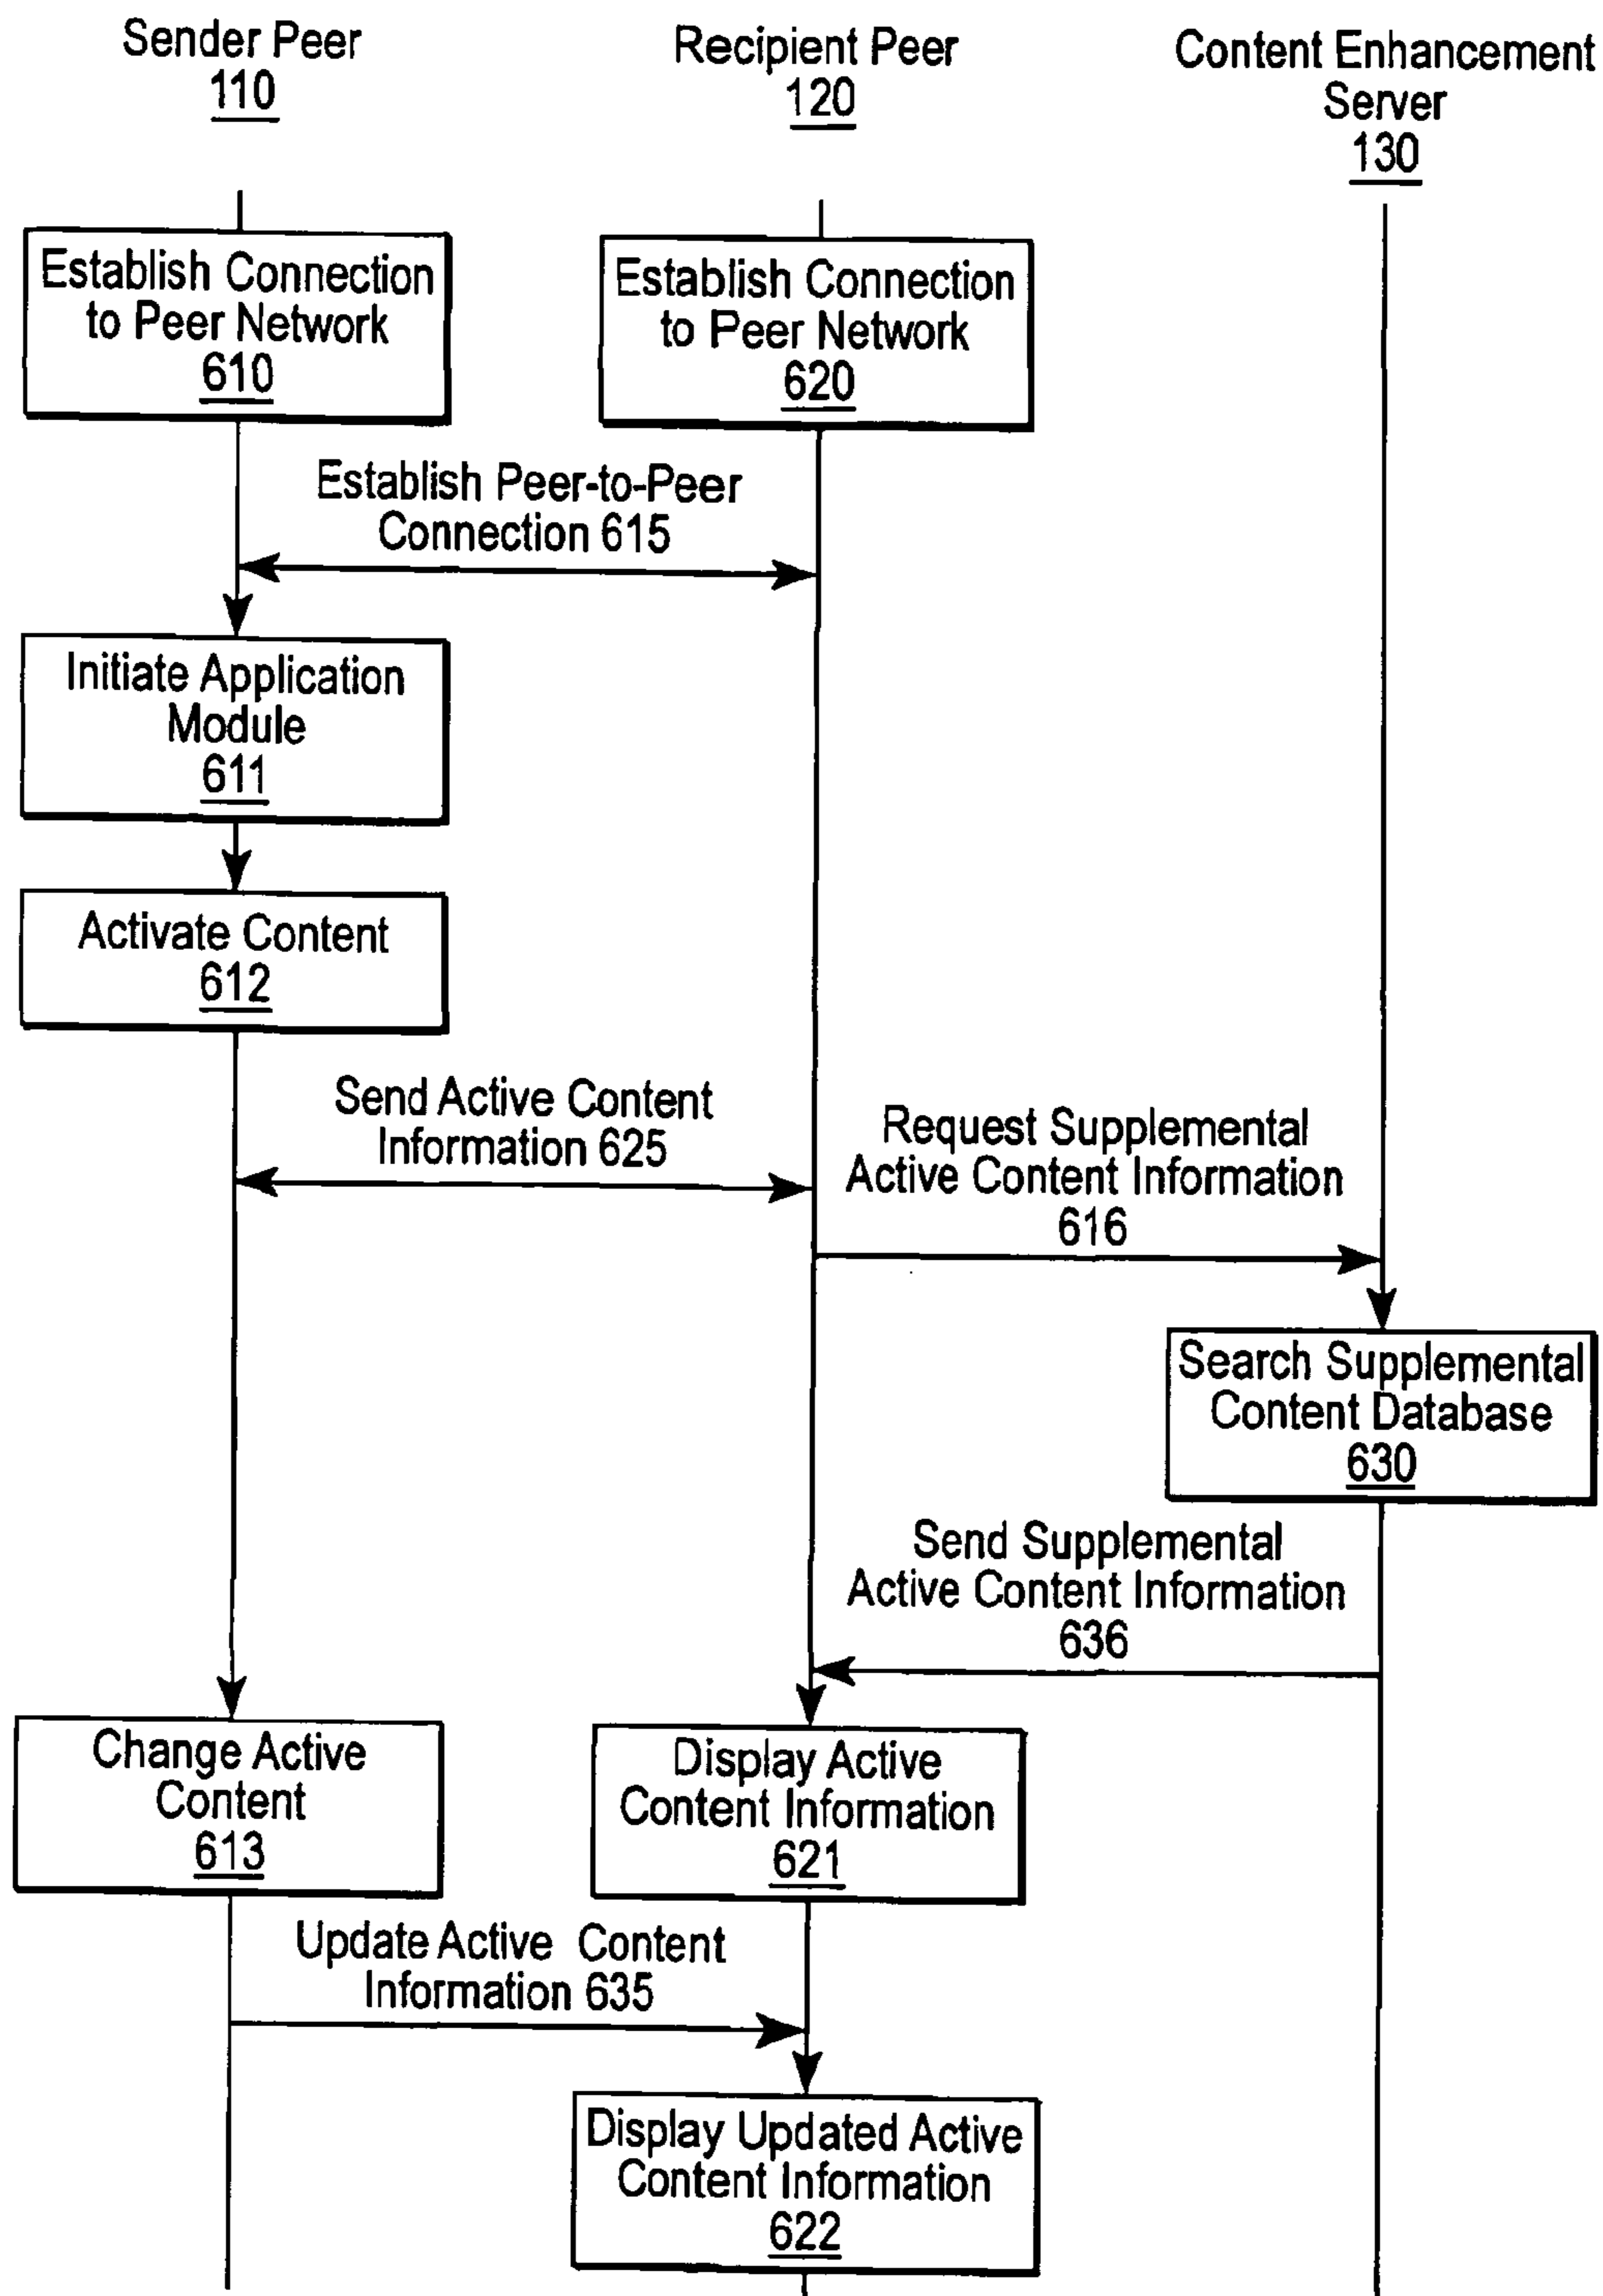 Sender Peer
110
Recipient Peer
120
Content Enhancement
Server
130
Establish Connection
to Peer Network
610
Establish Connection
to Peer Network
620
Establish Peer-to-Peer
Connection 615
Initiate Application
Module
611
Activate Content
612
Send Active Content
Information 625
Request Supplemental
Active Content Information
616
Search Supplemental
Content Database
630
Send Supplemental
Active Content Information
636
Change Active
Content
613
Display Active
Content Information
621
Update Active Content
Information 635
Display Updated Active
Content Information
622